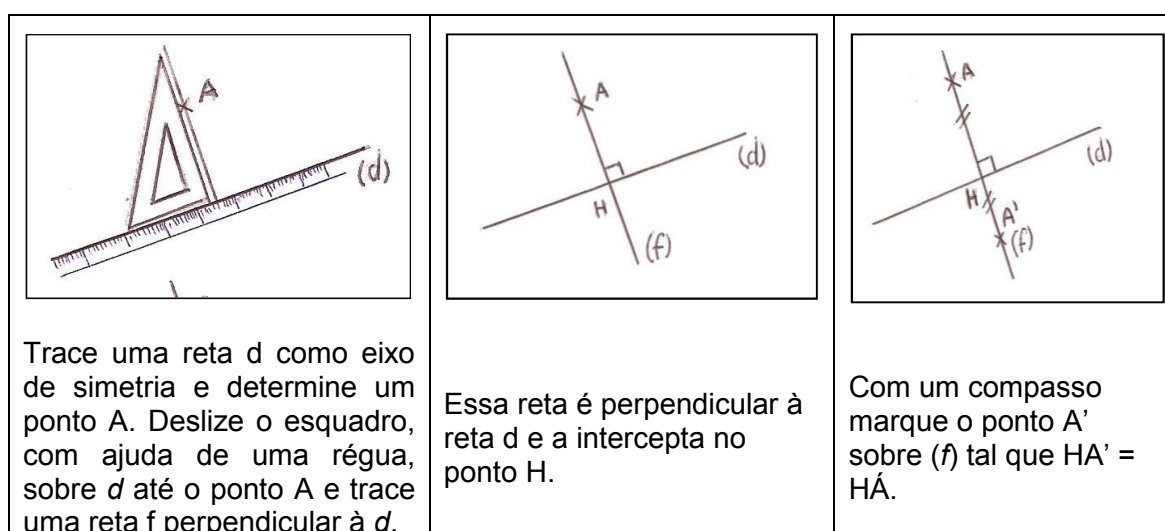 A
(d)
A
(d)
H
(f)
A
(d)
H
A'
(f)
Trace uma reta d como eixo
de simetria e determine um
ponto A. Deslize o esquadro,
com ajuda de uma régua,
sobre d até o ponto A e trace
uma reta f perpendicular à d.
Essa reta é perpendicular à
reta d e a intercepta no
ponto H.
Com um compasso
marque o ponto A’
sobre (f) tal que HA’ =
HÁ.